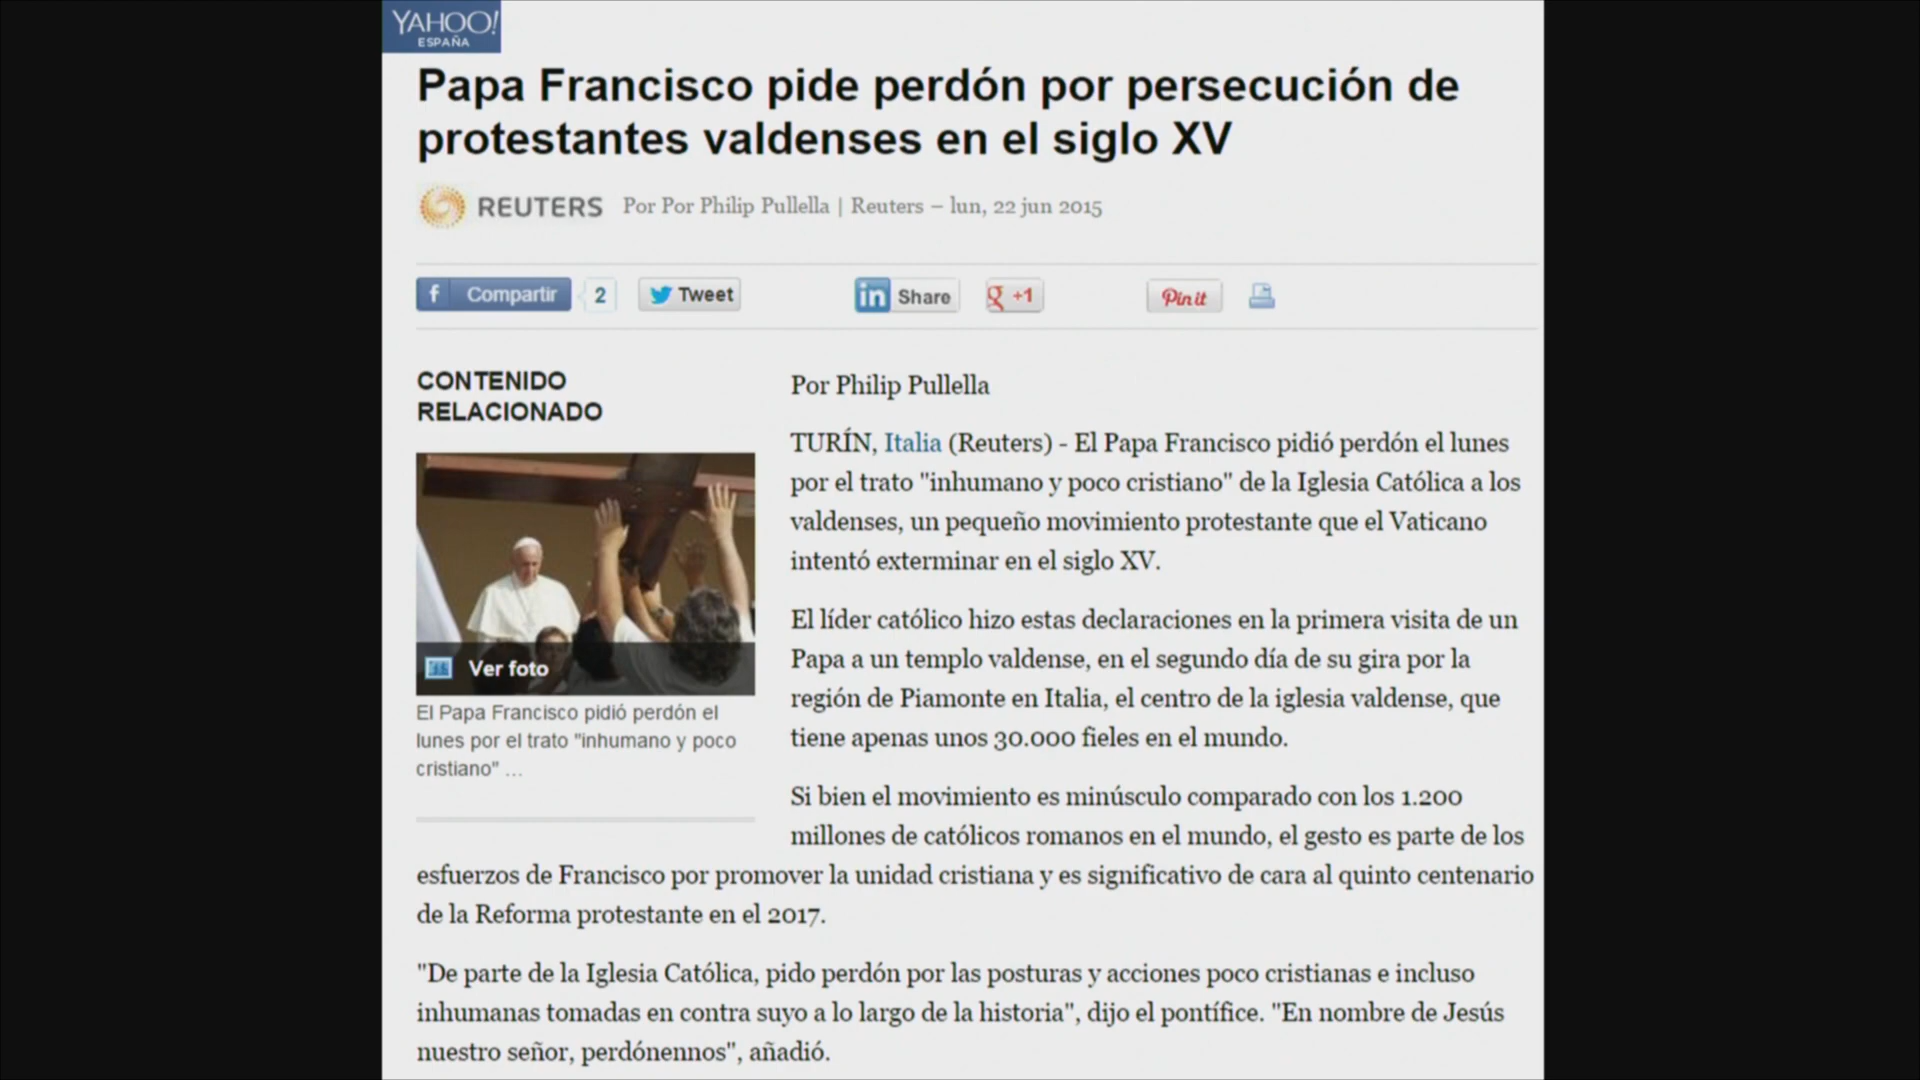 YAHOO!
ESPAÑA
Papa Francisco pide perdón por persecución de
protestantes valdenses en el siglo XV
REUTERS Por Por Philip Pullella | Reuters – lun, 22 jun 2015
f Compartir 2 Tweet in Share g +1 Pin it
CONTENIDO
RELACIONADO
Ver foto
El Papa Francisco pidió perdón el
lunes por el trato "inhumano y poco
cristiano" ...
Por Philip Pullella
TURÍN, Italia (Reuters) - El Papa Francisco pidió perdón el lunes
por el trato "inhumano y poco cristiano" de la Iglesia Católica a los
valdenses, un pequeño movimiento protestante que el Vaticano
intentó exterminar en el siglo XV.
El líder católico hizo estas declaraciones en la primera visita de un
Papa a un templo valdense, en el segundo día de su gira por la
región de Piamonte en Italia, el centro de la iglesia valdense, que
tiene apenas unos 30.000 fieles en el mundo.
Si bien el movimiento es minúsculo comparado con los 1.200
millones de católicos romanos en el mundo, el gesto es parte de los
esfuerzos de Francisco por promover la unidad cristiana y es significativo de cara al quinto centenario
de la Reforma protestante en el 2017.
"De parte de la Iglesia Católica, pido perdón por las posturas y acciones poco cristianas e incluso
inhumanas tomadas en contra suyo a lo largo de la historia", dijo el pontífice. "En nombre de Jesús
nuestro señor, perdónennos", añadió.